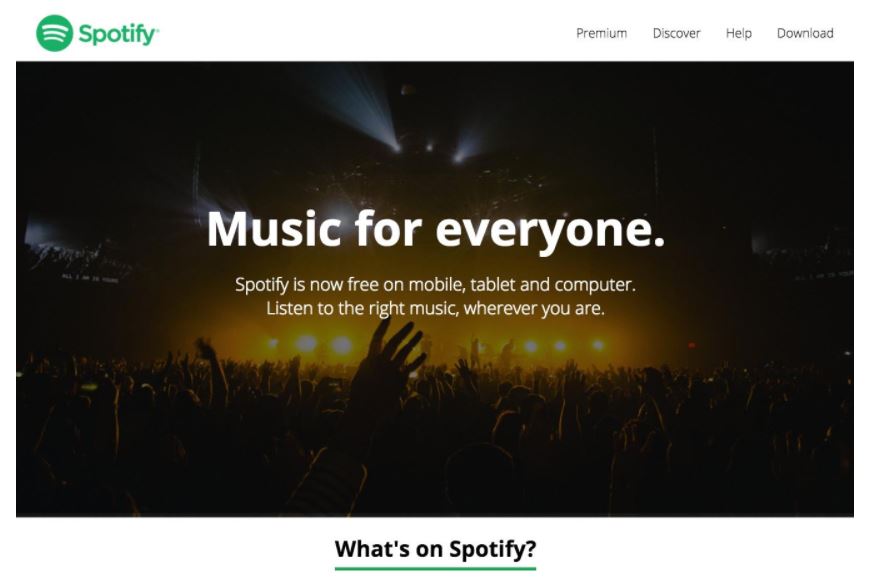 Spotify
Premium Discover Help Download
Music for everyone.
Spotify is now free on mobile, tablet and computer.
Listen to the right music, wherever you are.
What's on Spotify?